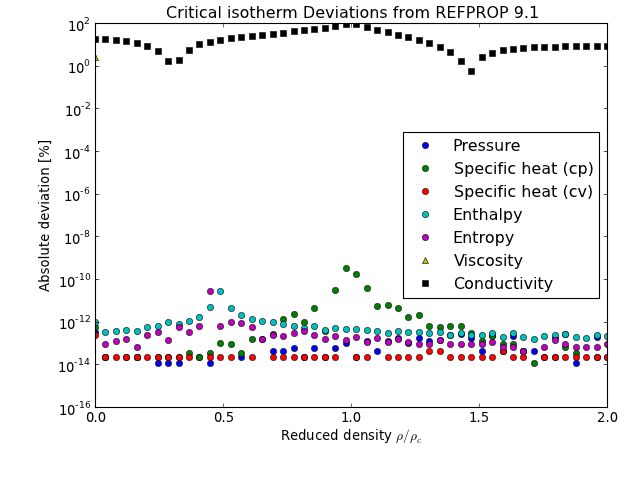 Critical isotherm Deviations from REFPROP 9.1
Absolute deviation [%]
10^2
10^0
10^-2
10^-4
10^-6
10^-8
10^-10
10^-12
10^-14
10^-16
Pressure
Specific heat (cp)
Specific heat (cv)
Enthalpy
Entropy
Viscosity
Conductivity
0.0 0.5 1.0 1.5 2.0
Reduced density ρ/ρ_c